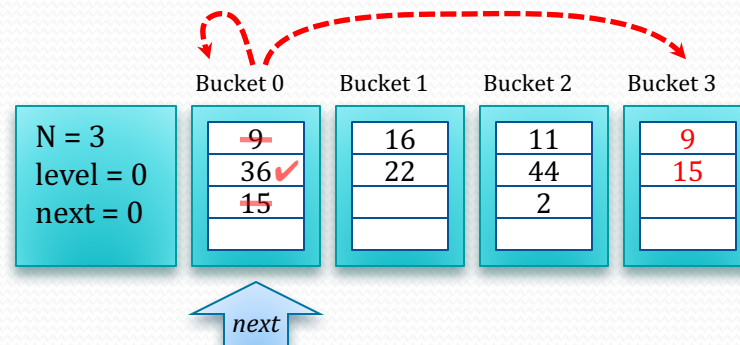 Bucket 0 Bucket 1 Bucket 2 Bucket 3
N = 3
level = 0
next = 0
9 16 11 9
36 22 44 15
15 2
next